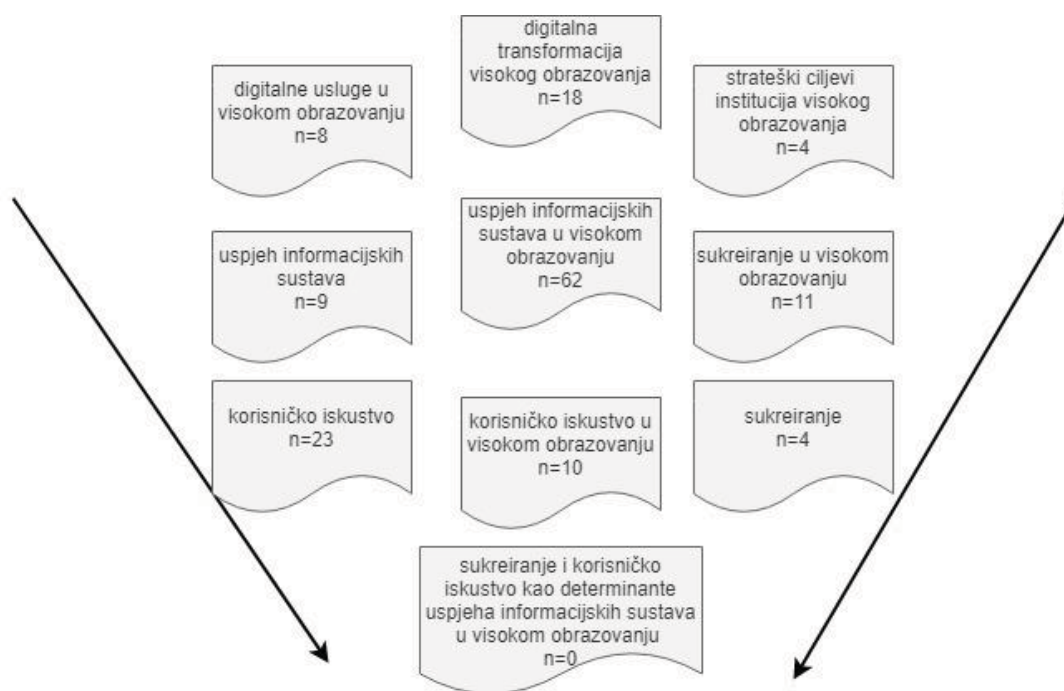 digitalne usluge u
visokom obrazovanju
n=8
digitalna
transformacija
visokog obrazovanja
n=18
strateški ciljevi
institucija visokog
obrazovanja
n=4
uspjeh informacijskih
sustava
n=9
uspjeh informacijskih
sustava u visokom
obrazovanju
n=62
sukreiranje u visokom
obrazovanju
n=11
korisničko iskustvo
n=23
korisničko iskustvo u
visokom obrazovanju
n=10
sukreiranje
n=4
sukreiranje i korisničko
iskustvo kao determinante
uspjeha informacijskih sustava
u visokom obrazovanju
n=0